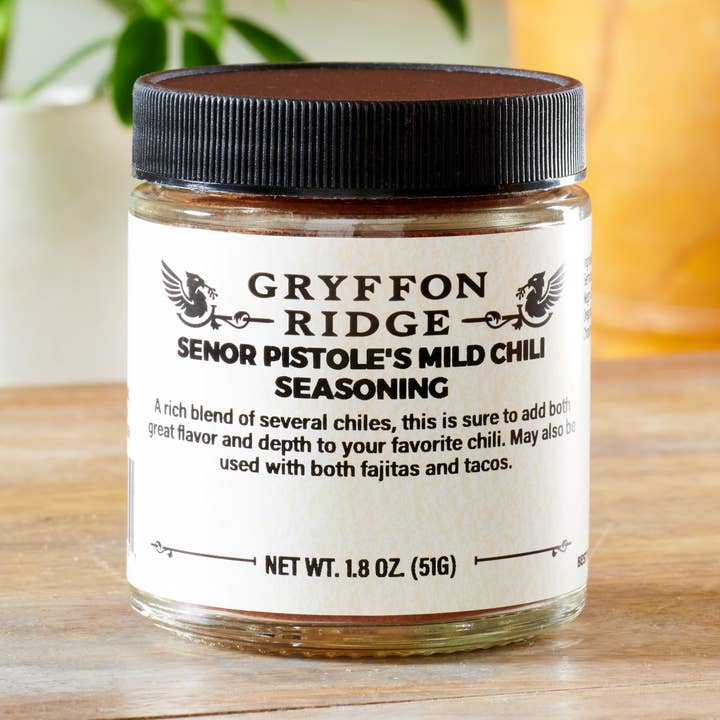 GRYFFON
RIDGE
SENOR PISTOLE'S MILD CHILI
SEASONING
A rich blend of several chiles, this is sure to add both
great flavor and depth to your favorite chili. May also be
used with both fajitas and tacos.
NET WT. 1.8 OZ. (51G)